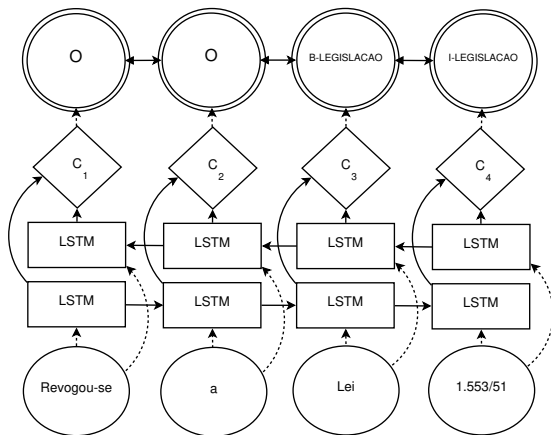 O O B-LEGISLACAO I-LEGISLACAO
C1 C2 C3 C4
LSTM LSTM LSTM LSTM
LSTM LSTM LSTM LSTM
Revogou-se a Lei 1.553/51